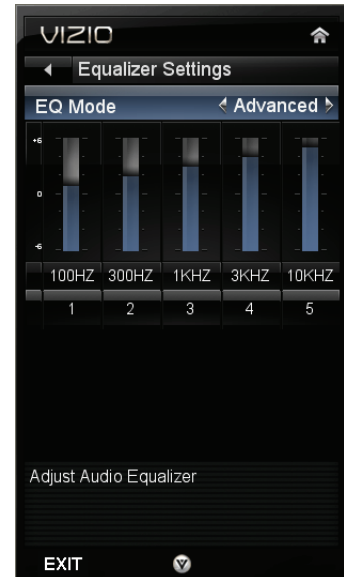 VIZIO
Equalizer Settings
EQ Mode Advanced
+6
0
-6
100HZ 300HZ 1KHZ 3KHZ 10KHZ
1 2 3 4 5
Adjust Audio Equalizer
EXIT
V